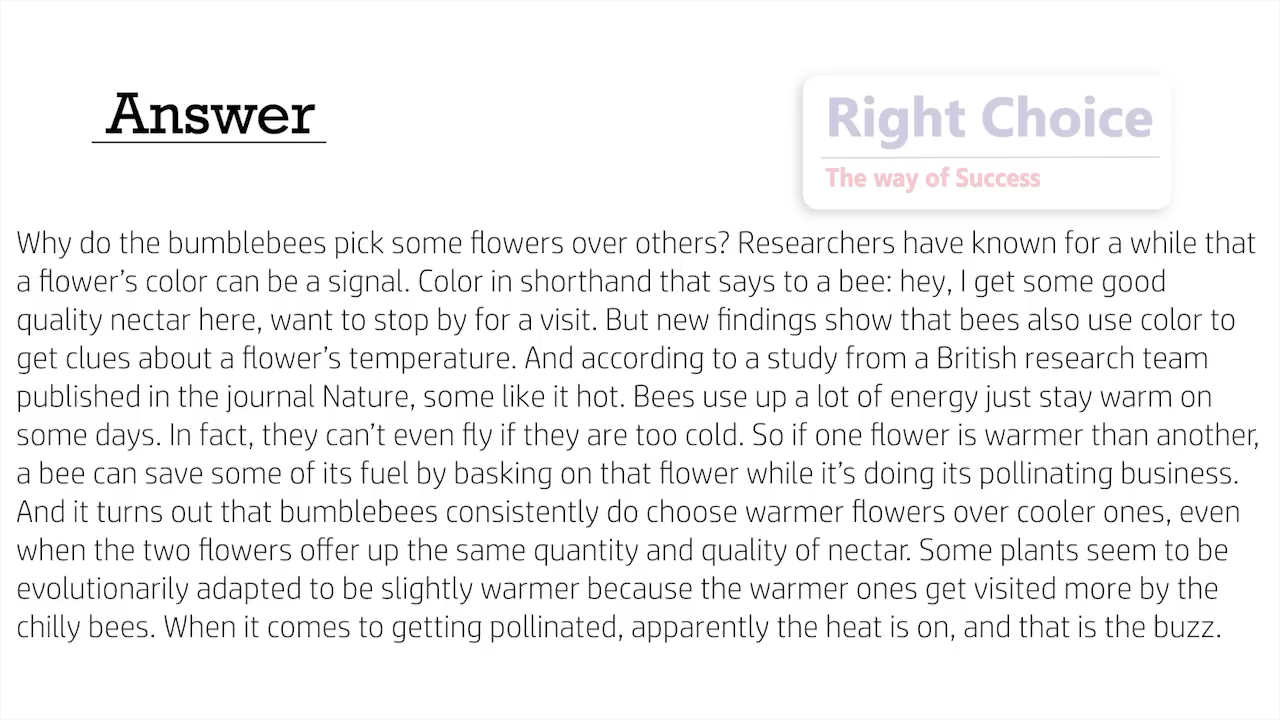 Answer
Right Choice
The way of Success
Why do the bumblebees pick some flowers over others? Researchers have known for a while that
a flower’s color can be a signal. Color in shorthand that says to a bee: hey, I get some good
quality nectar here, want to stop by for a visit. But new findings show that bees also use color to
get clues about a flower’s temperature. And according to a study from a British research team
published in the journal Nature, some like it hot. Bees use up a lot of energy just stay warm on
some days. In fact, they can’t even fly if they are too cold. So if one flower is warmer than another,
a bee can save some of its fuel by basking on that flower while it’s doing its pollinating business.
And it turns out that bumblebees consistently do choose warmer flowers over cooler ones, even
when the two flowers offer up the same quantity and quality of nectar. Some plants seem to be
evolutionarily adapted to be slightly warmer because the warmer ones get visited more by the
chilly bees. When it comes to getting pollinated, apparently the heat is on, and that is the buzz.